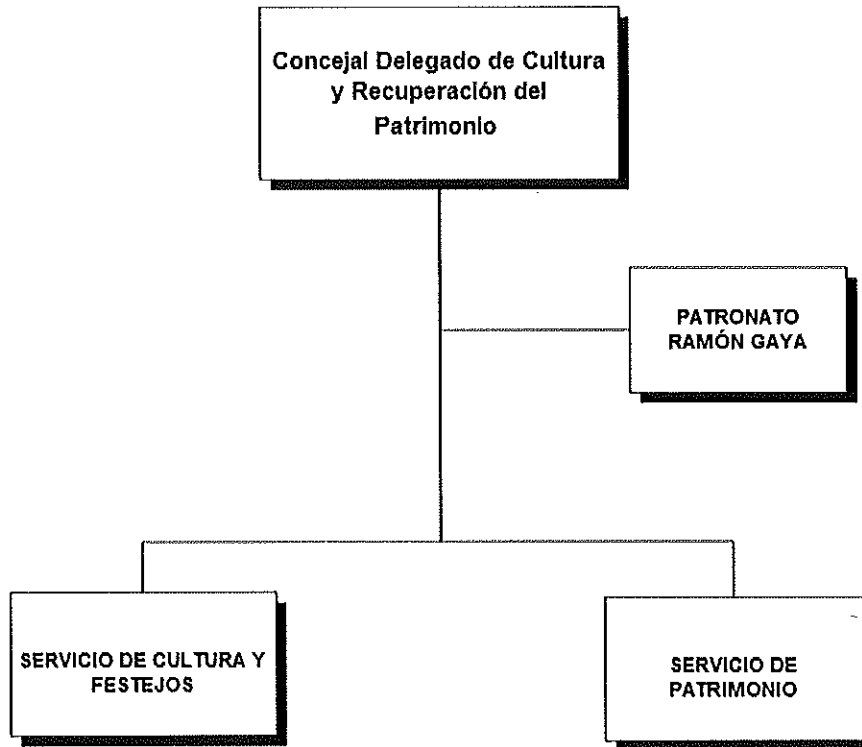 Concejal Delegado de Cultura
y Recuperación del
Patrimonio
PATRONATO
RAMÓN GAYA
SERVICIO DE CULTURA Y
FESTEJOS
SERVICIO DE
PATRIMONIO